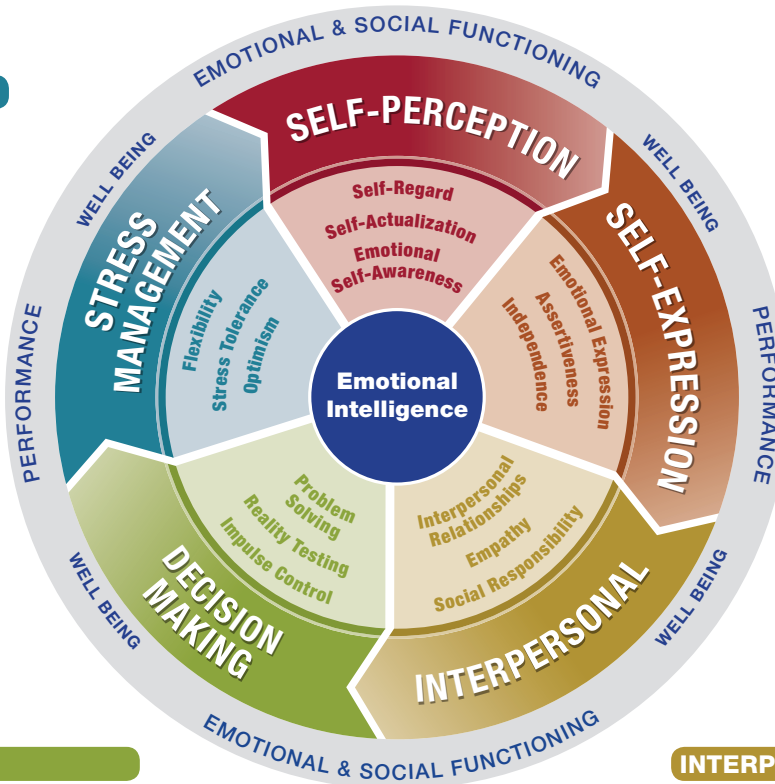 EMOTIONAL & SOCIAL FUNCTIONING
WELL BEING
WELL BEING
PERFORMANCE
PERFORMANCE
WELL BEING
WELL BEING
EMOTIONAL & SOCIAL FUNCTIONING
SELF-PERCEPTION
Self-Regard
Self-Actualization
Emotional
Self-Awareness
SELF-EXPRESSION
Emotional Expression
Assertiveness
Independence
INTERPERSONAL
Interpersonal
Relationships
Empathy
Social Responsibility
DECISION
MAKING
Problem
Solving
Reality Testing
Impulse Control
STRESS
MANAGEMENT
Flexibility
Stress Tolerance
Optimism
Emotional
Intelligence
INTERP